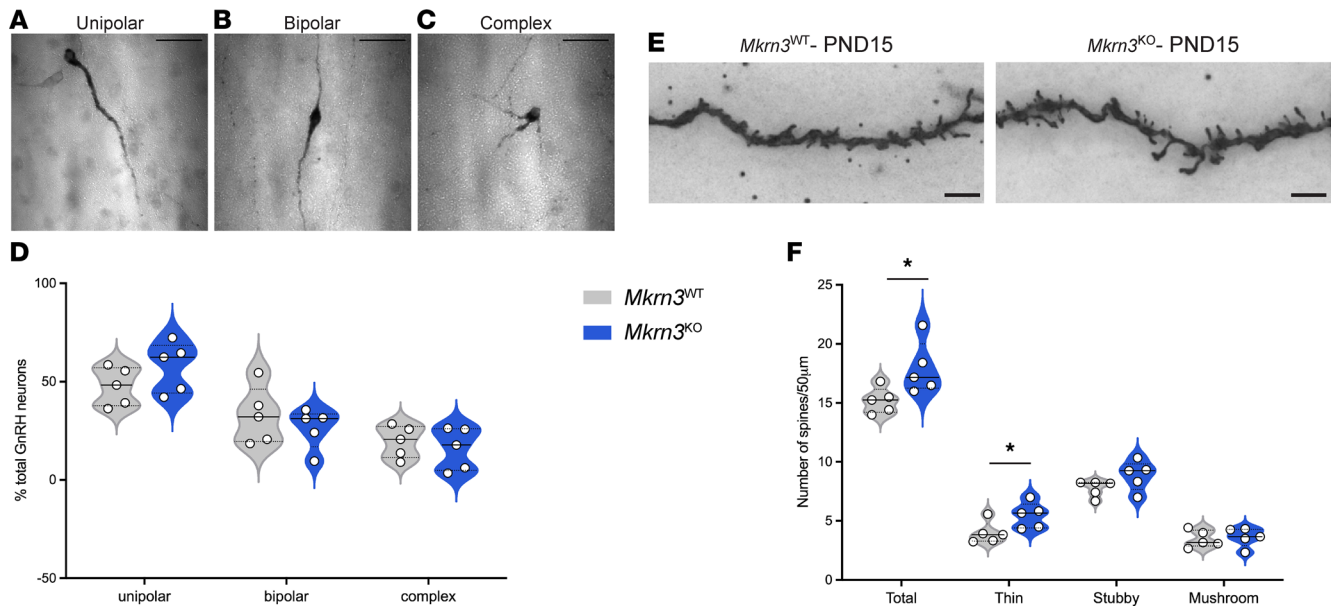 A Unipolar
B Bipolar
C Complex
E Mkrn3WT- PND15
Mkrn3KO- PND15
D
% total GnRH neurons
100
50
0
-50
unipolar bipolar complex
Mkrn3WT
Mkrn3KO
F
Number of spines/50μm
25
20
15
10
5
0
*
*
Total Thin Stubby Mushroom